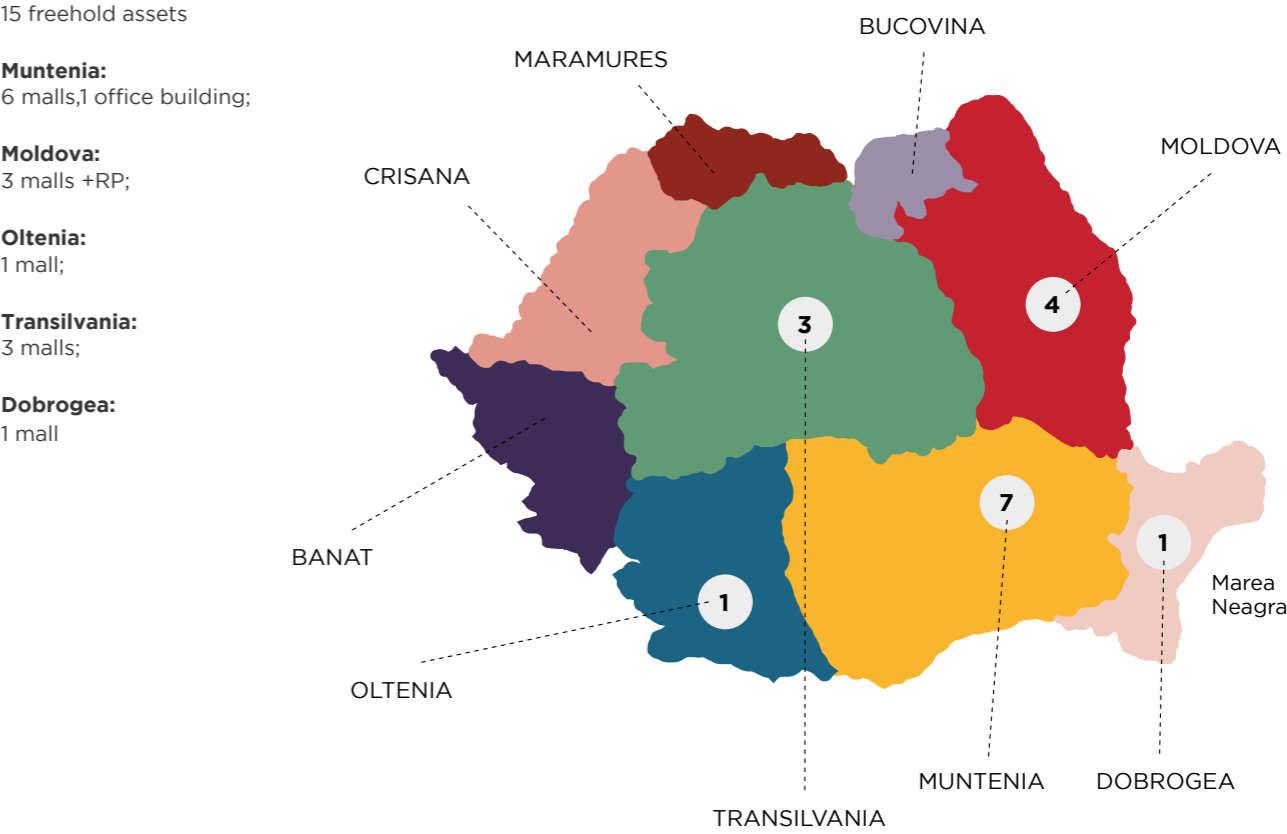 15 freehold assets
Muntenia:
6 malls,1 office building;
Moldova:
3 malls +RP;
Oltenia:
1 mall;
Transilvania:
3 malls;
Dobrogea:
1 mall
BUCOVINA
MARAMURES
MOLDOVA
CRISANA
4
3
7
1
BANAT
Marea
Neagra
1
OLTENIA
MUNTENIA
DOBROGEA
TRANSILVANIA